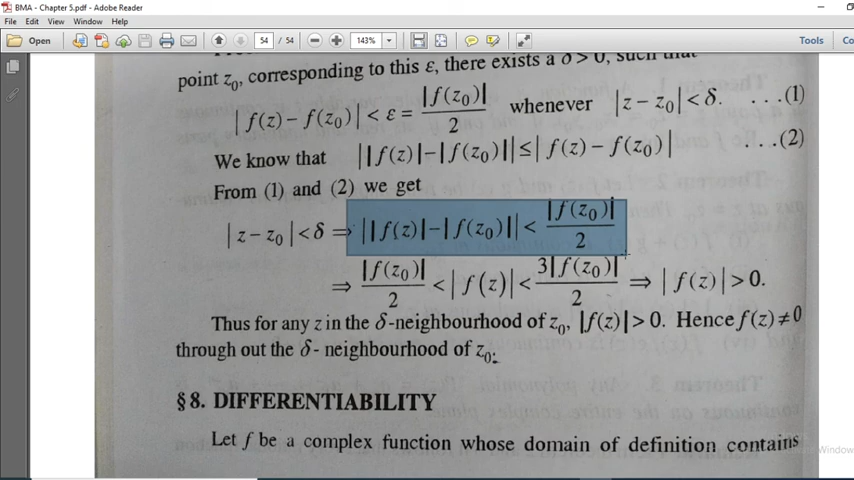 BMA - Chapter 5.pdf - Adobe Reader
File Edit View Window Help
Open 54 / 54 143% Tools Co
point z₀, corresponding to this ε, there exists a δ > 0, such that
| f(z) − f(z₀) | < ε = |f(z₀)|/2 whenever |z − z₀| < δ. . . .(1)
We know that | |f(z)| − |f(z₀)| | ≤ | f(z) − f(z₀) | . . .(2)
From (1) and (2) we get
| z − z₀ | < δ ⇒ | |f(z)| − |f(z₀)| | < |f(z₀)|/2
⇒ |f(z₀)|/2 < | f(z) | < 3|f(z₀)|/2 ⇒ | f(z) | > 0.
Thus for any z in the δ-neighbourhood of z₀, |f(z)| > 0. Hence f(z) ≠ 0
through out the δ- neighbourhood of z₀.
§ 8. DIFFERENTIABILITY
Let f be a complex function whose domain of definition contains